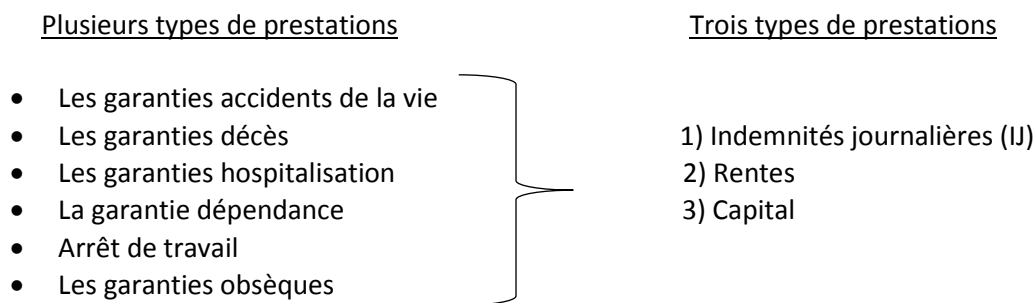 Plusieurs types de prestations
Trois types de prestations
• Les garanties accidents de la vie
• Les garanties décès
• Les garanties hospitalisation
• La garantie dépendance
• Arrêt de travail
• Les garanties obsèques
1) Indemnités journalières (IJ)
2) Rentes
3) Capital